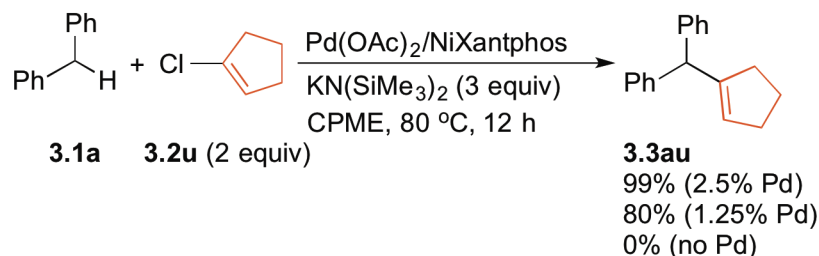 Ph
Ph
H
+
Cl
Pd(OAc)2/NiXantphos
KN(SiMe3)2 (3 equiv)
CPME, 80 °C, 12 h
Ph
Ph
3.1a
3.2u (2 equiv)
3.3au
99% (2.5% Pd)
80% (1.25% Pd)
0% (no Pd)